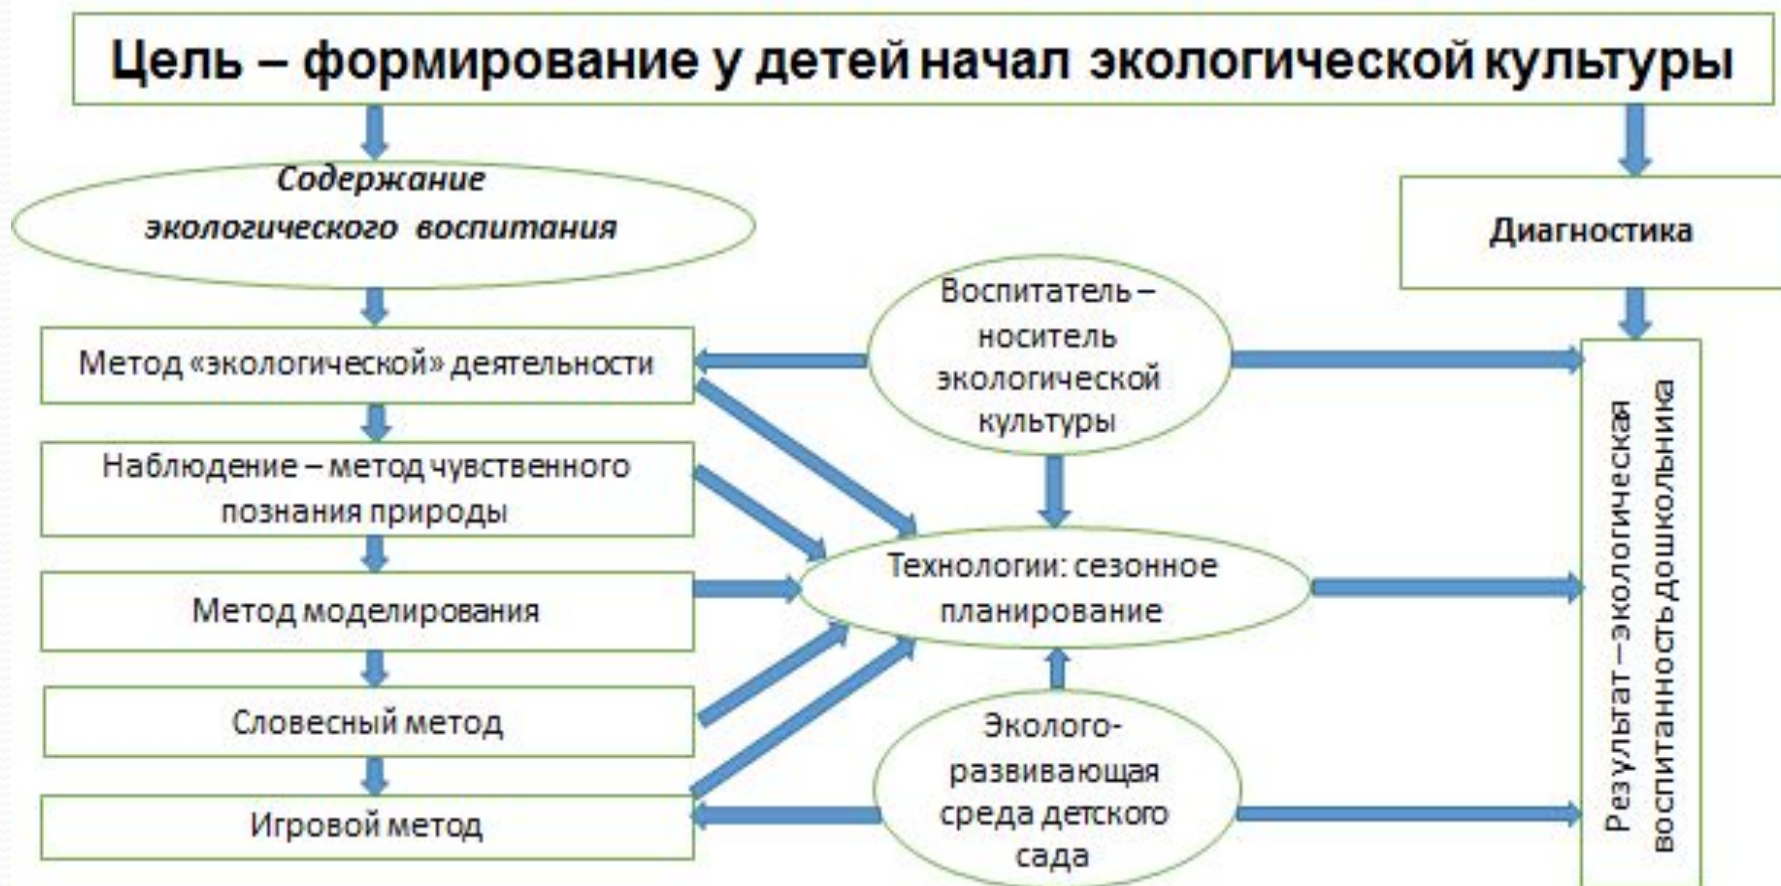 Цель – формирование у детей начал экологической культуры
Содержание
экологического воспитания
Диагностика
Воспитатель –
носитель
экологической
культуры
Метод «экологической» деятельности
Наблюдение – метод чувственного
познания природы
Метод моделирования
Словесный метод
Игровой метод
Технологии: сезонное
планирование
Эколого-
развивающая
среда детского
сада
Результат – экологическая
воспитанность дошкольника